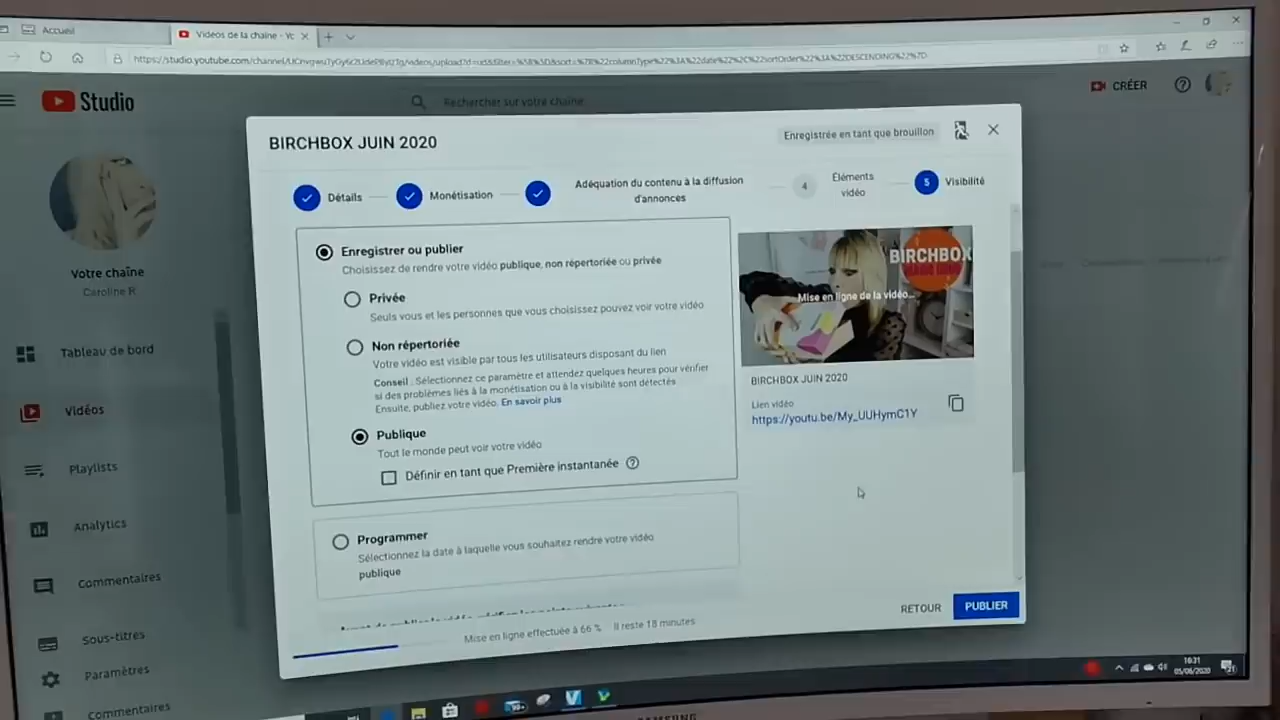 Accueil
Vidéos de la chaîne - Yo
Studio
Rechercher sur votre chaîne
CRÉER
BIRCHBOX JUIN 2020
Enregistrée en tant que brouillon
Détails
Monétisation
Adéquation du contenu à la diffusion
d'annonces
4
Éléments
vidéo
5
Visibilité
Votre chaîne
Caroline R
Tableau de bord
Vidéos
Playlists
Analytics
Commentaires
Sous-titres
Paramètres
Commentaires
Enregistrer ou publier
Choisissez de rendre votre vidéo publique, non répertoriée ou privée
Privée
Seuls vous et les personnes que vous choisissez pouvez voir votre vidéo
Non répertoriée
Votre vidéo est visible par tous les utilisateurs disposant du lien
Conseil : Sélectionnez ce paramètre et attendez quelques heures pour vérifier
si des problèmes liés à la monétisation ou à la visibilité sont détectés
Ensuite, publiez votre vidéo. En savoir plus
Publique
Tout le monde peut voir votre vidéo
Définir en tant que Première instantanée
Programmer
Sélectionnez la date à laquelle vous souhaitez rendre votre vidéo
publique
BIRCHBOX
Mise en ligne de la vidéo...
BIRCHBOX JUIN 2020
Lien vidéo
https://youtu.be/My_UUHymC1Y
Mise en ligne effectuée à 66 % Il reste 18 minutes
RETOUR
PUBLIER
16:31
05/06/2020
SAMSUNG